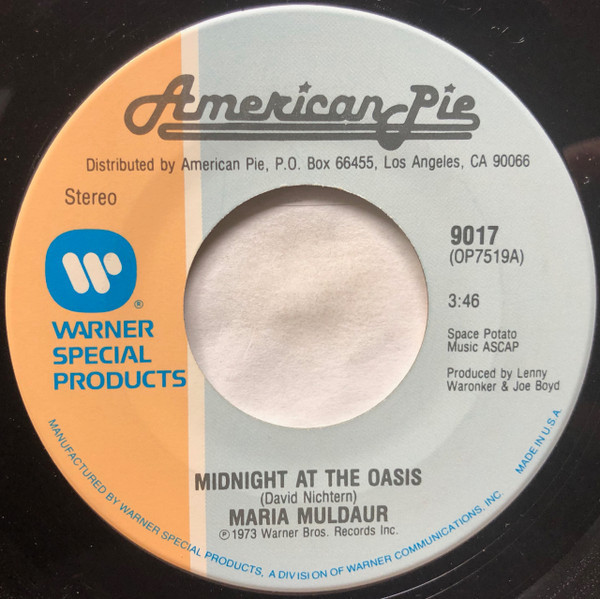 American Pie
Distributed by American Pie, P.O. Box 66455, Los Angeles, CA 90066
Stereo
9017
(OP7519A)
3:46
Space Potato
Music ASCAP
Produced by Lenny
Waronker & Joe Boyd
W
®
WARNER
SPECIAL
PRODUCTS
MIDNIGHT AT THE OASIS
(David Nichtern)
MARIA MULDAUR
℗1973 Warner Bros. Records Inc.
MANUFACTURED BY WARNER SPECIAL PRODUCTS, A DIVISION OF WARNER COMMUNICATIONS, INC.
MADE IN U.S.A.